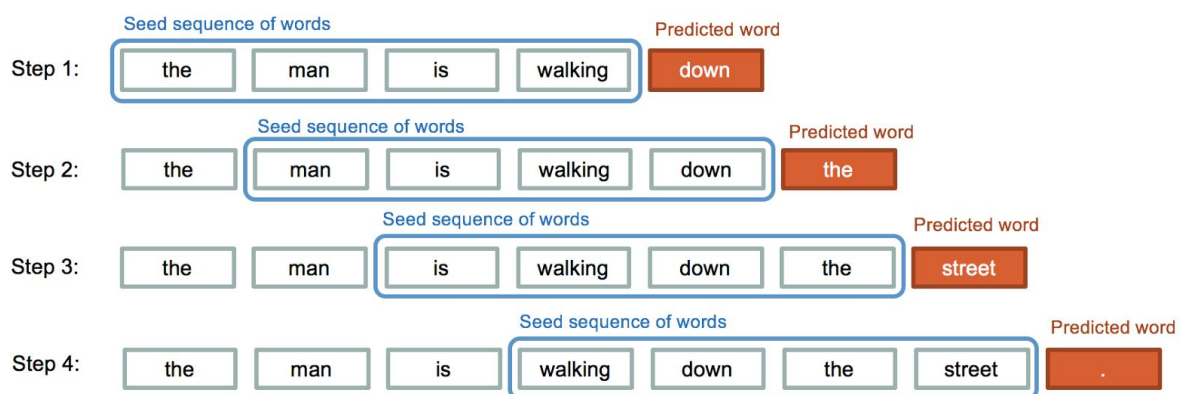 Seed sequence of words
Predicted word
Step 1: the man is walking down
Seed sequence of words
Predicted word
Step 2: the man is walking down the
Seed sequence of words
Predicted word
Step 3: the man is walking down the street
Seed sequence of words
Predicted word
Step 4: the man is walking down the street .